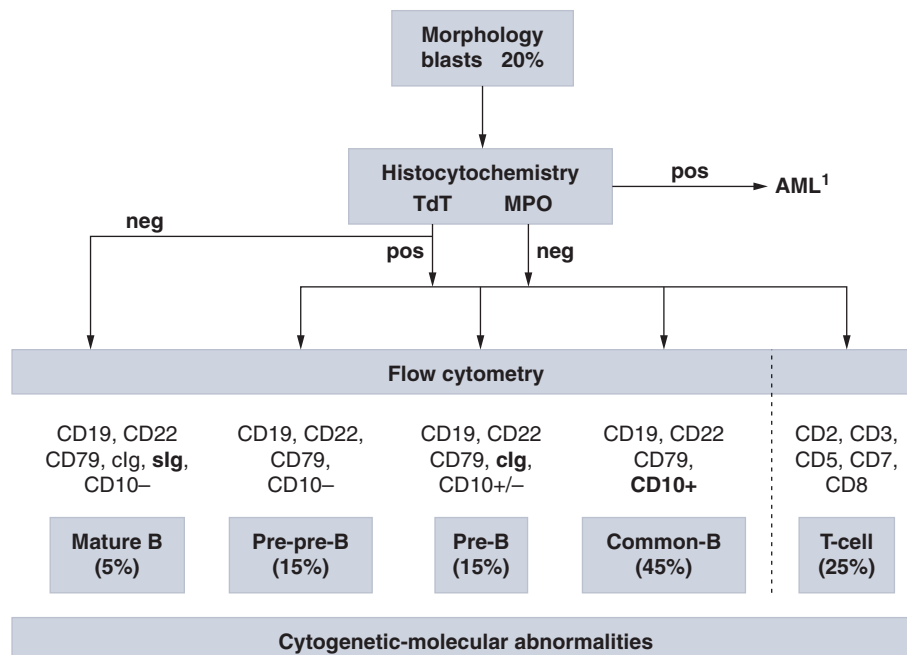 Morphology
blasts 20%
Histocytochemistry
TdT MPO
pos
AML¹
neg
pos
neg
Flow cytometry
CD19, CD22
CD79, cIg, sIg,
CD10–
CD19, CD22,
CD79,
CD10–
CD19, CD22
CD79, cIg,
CD10+/–
CD19, CD22
CD79,
CD10+
CD2, CD3,
CD5, CD7,
CD8
Mature B
(5%)
Pre-pre-B
(15%)
Pre-B
(15%)
Common-B
(45%)
T-cell
(25%)
Cytogenetic-molecular abnormalities